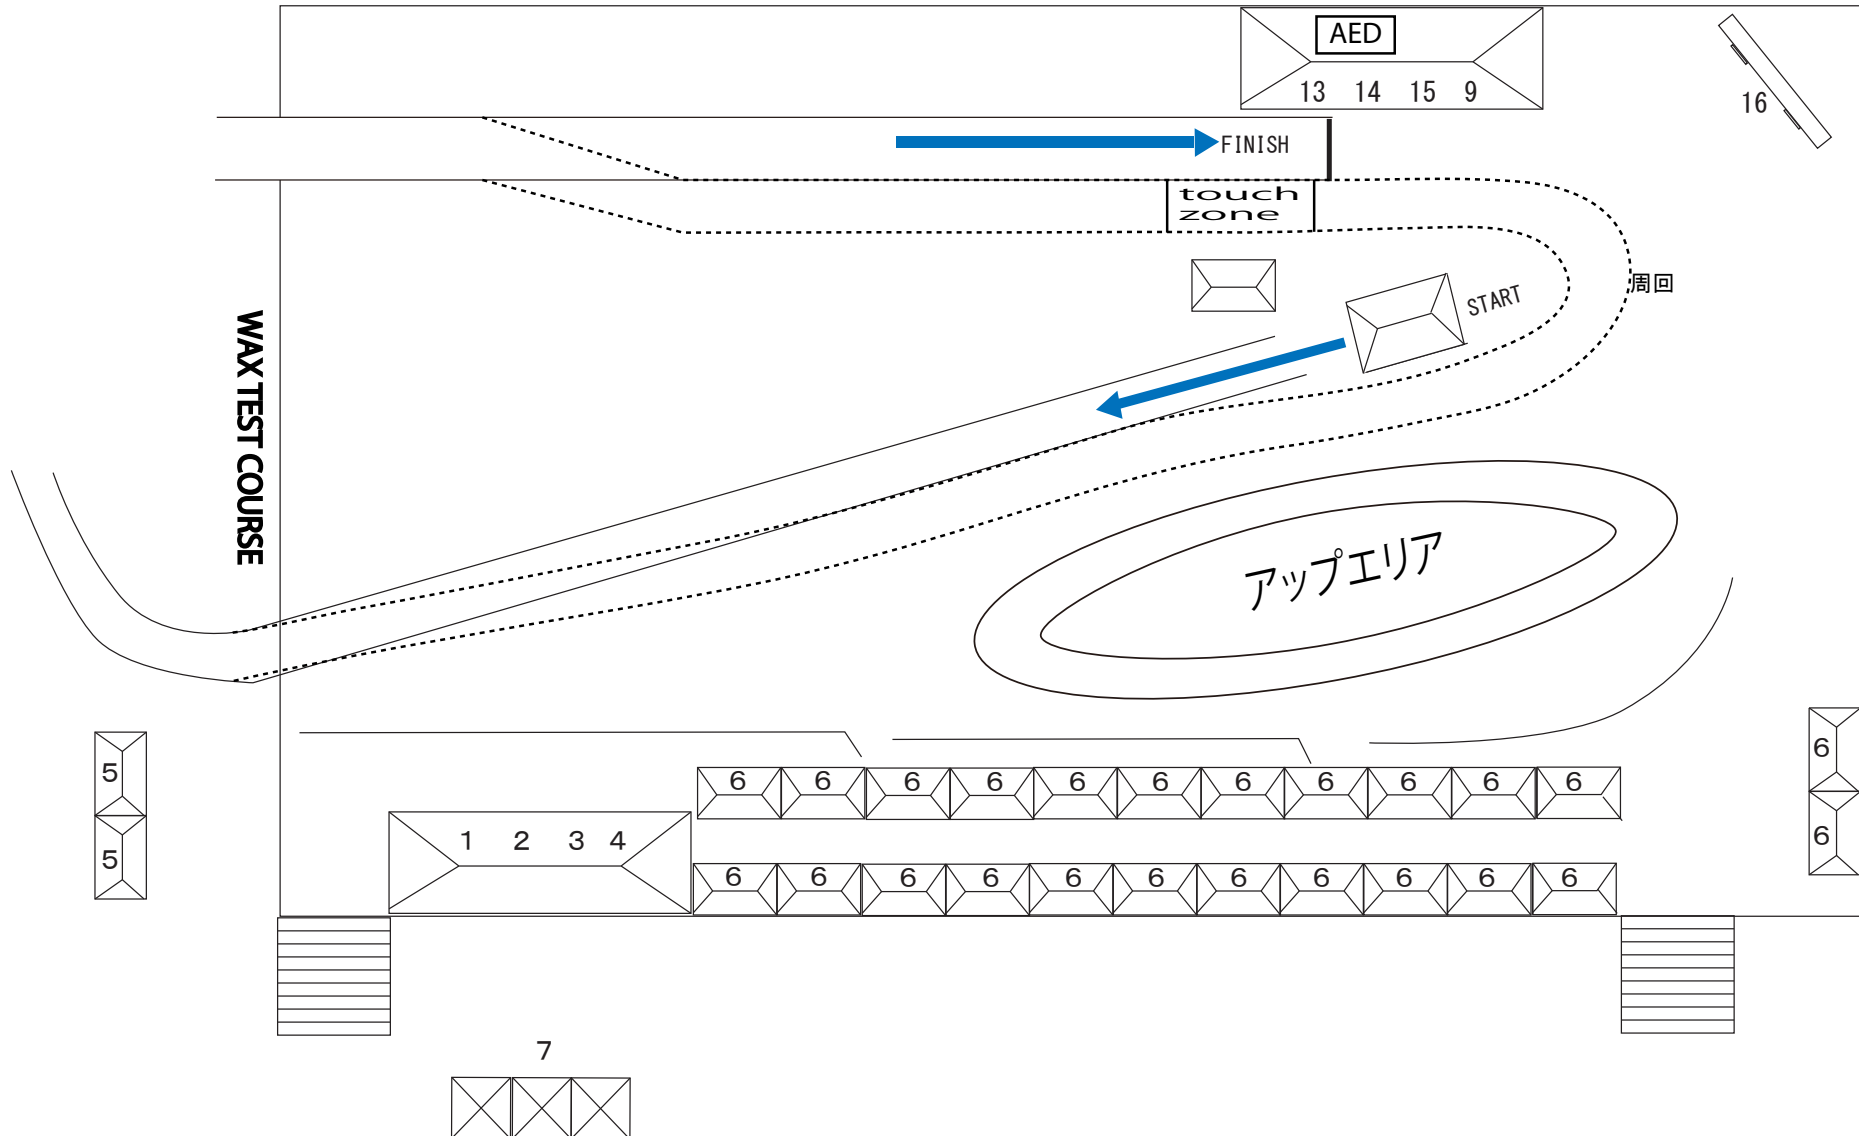 AED
13 14 15 9
16
FINISH
touch
zone
周回
START
WAX TEST COURSE
アップエリア
5
5
6 6 6 6 6 6 6 6 6 6 6
6
6
1 2 3 4
6 6 6 6 6 6 6 6 6 6 6
7